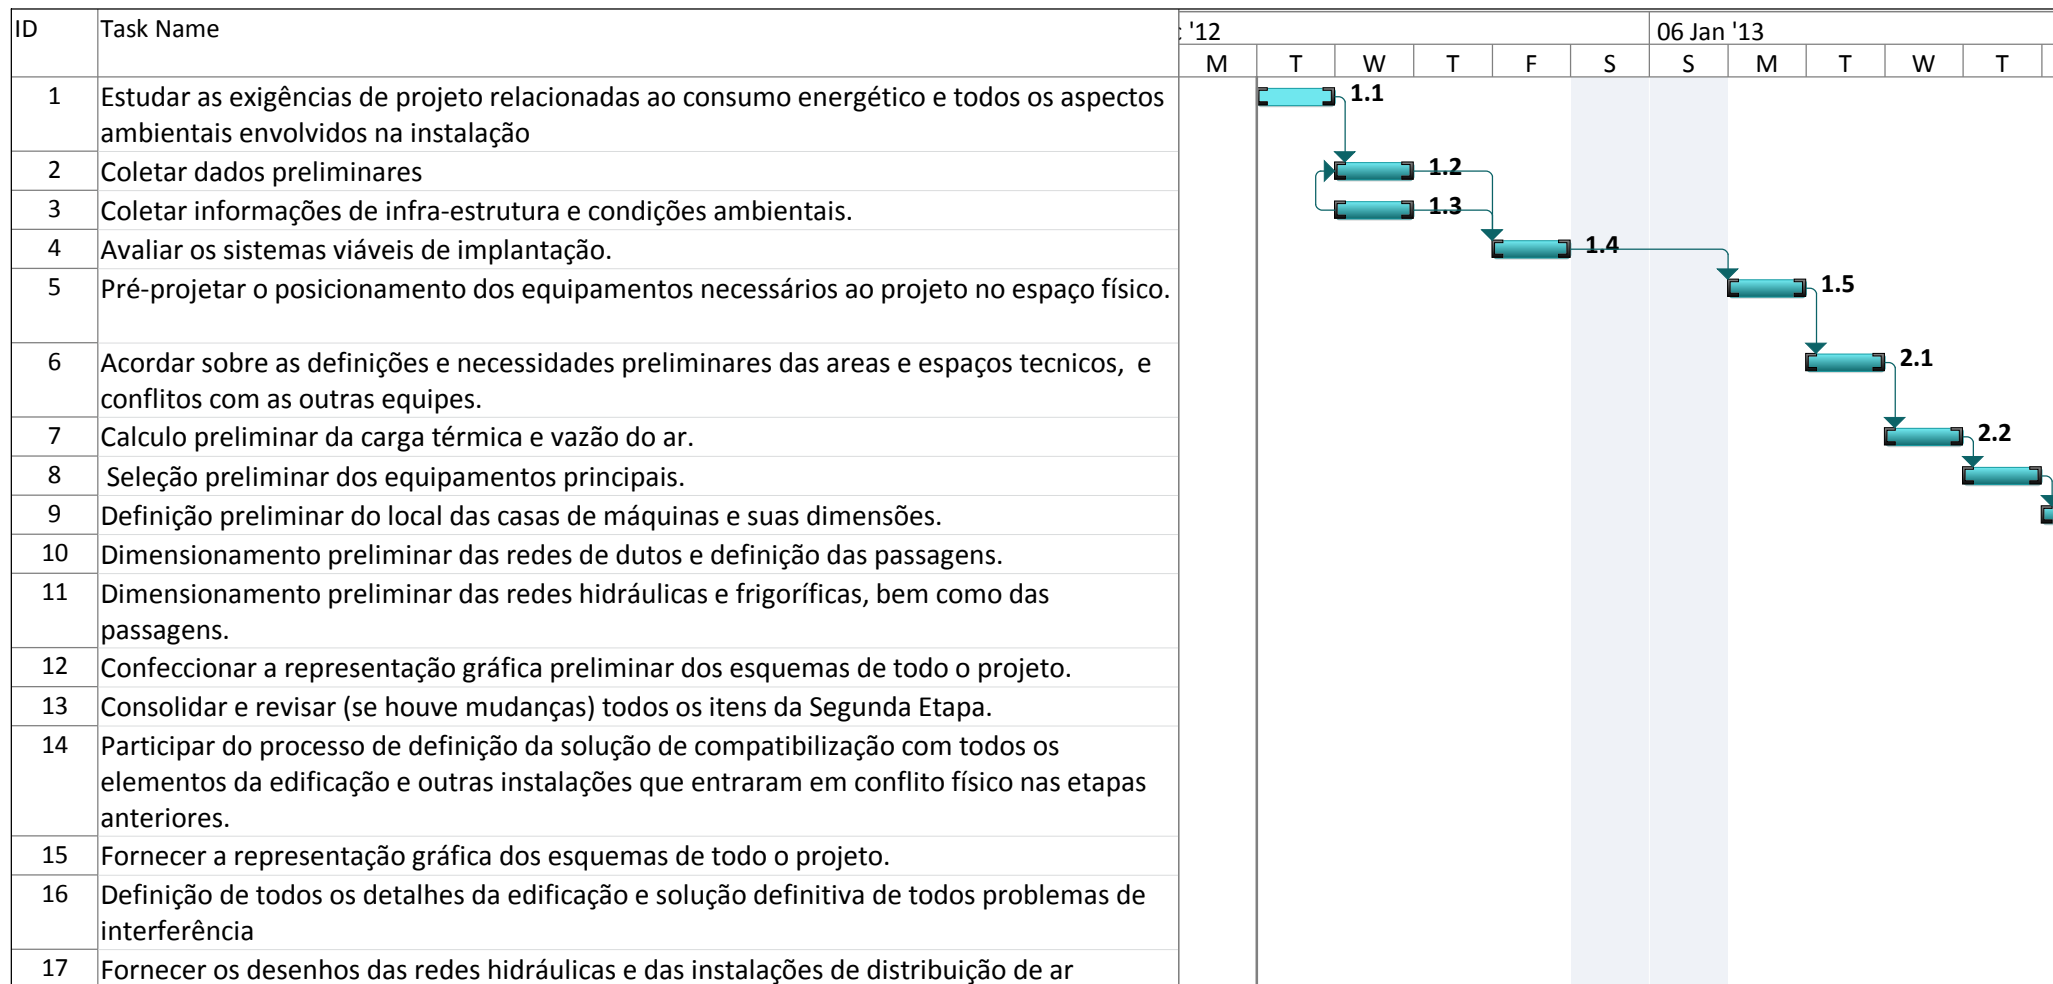 ID Task Name '12 06 Jan '13
M T W T F S S M T W T
1 Estudar as exigências de projeto relacionadas ao consumo energético e todos os aspectos 1.1
ambientais envolvidos na instalação
2 Coletar dados preliminares 1.2
3 Coletar informações de infra-estrutura e condições ambientais. 1.3
4 Avaliar os sistemas viáveis de implantação. 1.4
5 Pré-projetar o posicionamento dos equipamentos necessários ao projeto no espaço físico. 1.5
6 Acordar sobre as definições e necessidades preliminares das areas e espaços tecnicos, e 2.1
conflitos com as outras equipes.
7 Calculo preliminar da carga térmica e vazão do ar. 2.2
8 Seleção preliminar dos equipamentos principais.
9 Definição preliminar do local das casas de máquinas e suas dimensões.
10 Dimensionamento preliminar das redes de dutos e definição das passagens.
11 Dimensionamento preliminar das redes hidráulicas e frigoríficas, bem como das
passagens.
12 Confeccionar a representação gráfica preliminar dos esquemas de todo o projeto.
13 Consolidar e revisar (se houve mudanças) todos os itens da Segunda Etapa.
14 Participar do processo de definição da solução de compatibilização com todos os
elementos da edificação e outras instalações que entraram em conflito físico nas etapas
anteriores.
15 Fornecer a representação gráfica dos esquemas de todo o projeto.
16 Definição de todos os detalhes da edificação e solução definitiva de todos problemas de
interferência
17 Fornecer os desenhos das redes hidráulicas e das instalações de distribuição de ar